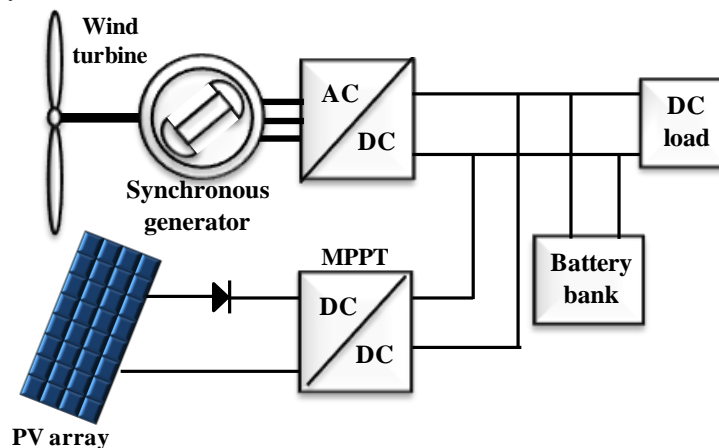 Wind
turbine
AC
DC
DC
load
Synchronous
generator
MPPT
DC
DC
Battery
bank
PV array